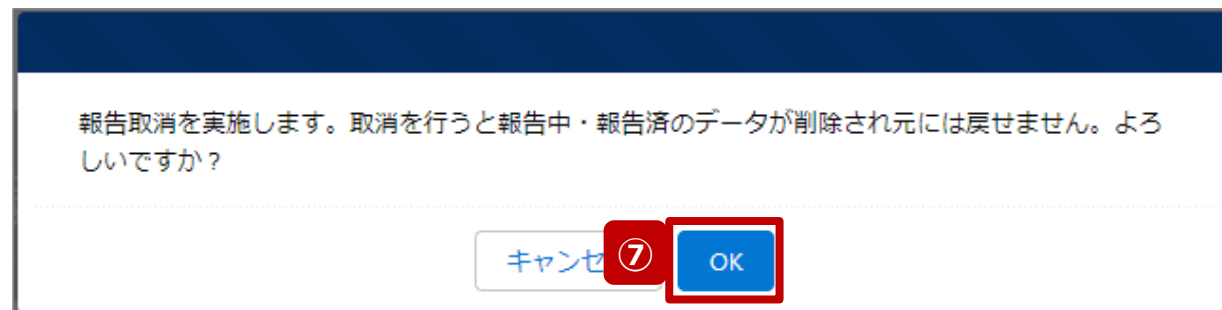 報告取消を実施します。取消を行うと報告中・報告済のデータが削除され元には戻せません。よろ
しいですか？
キャンセ ⑦ OK